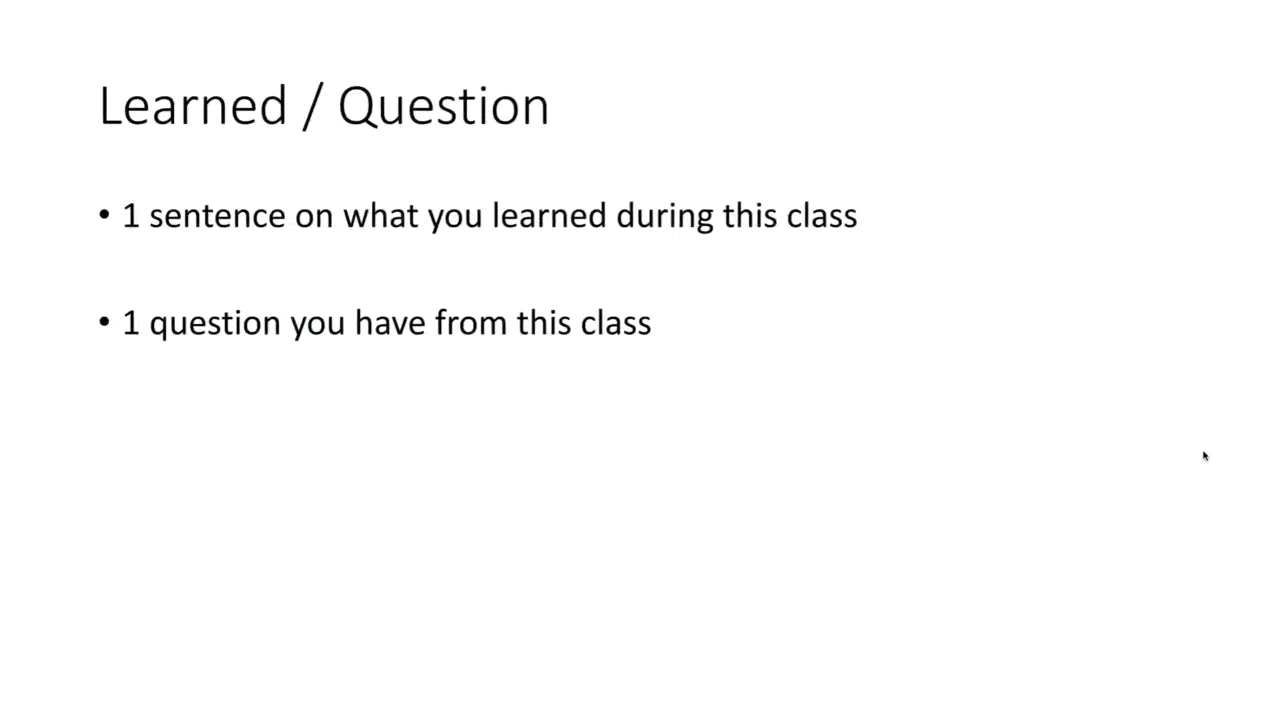 Learned / Question
• 1 sentence on what you learned during this class
• 1 question you have from this class